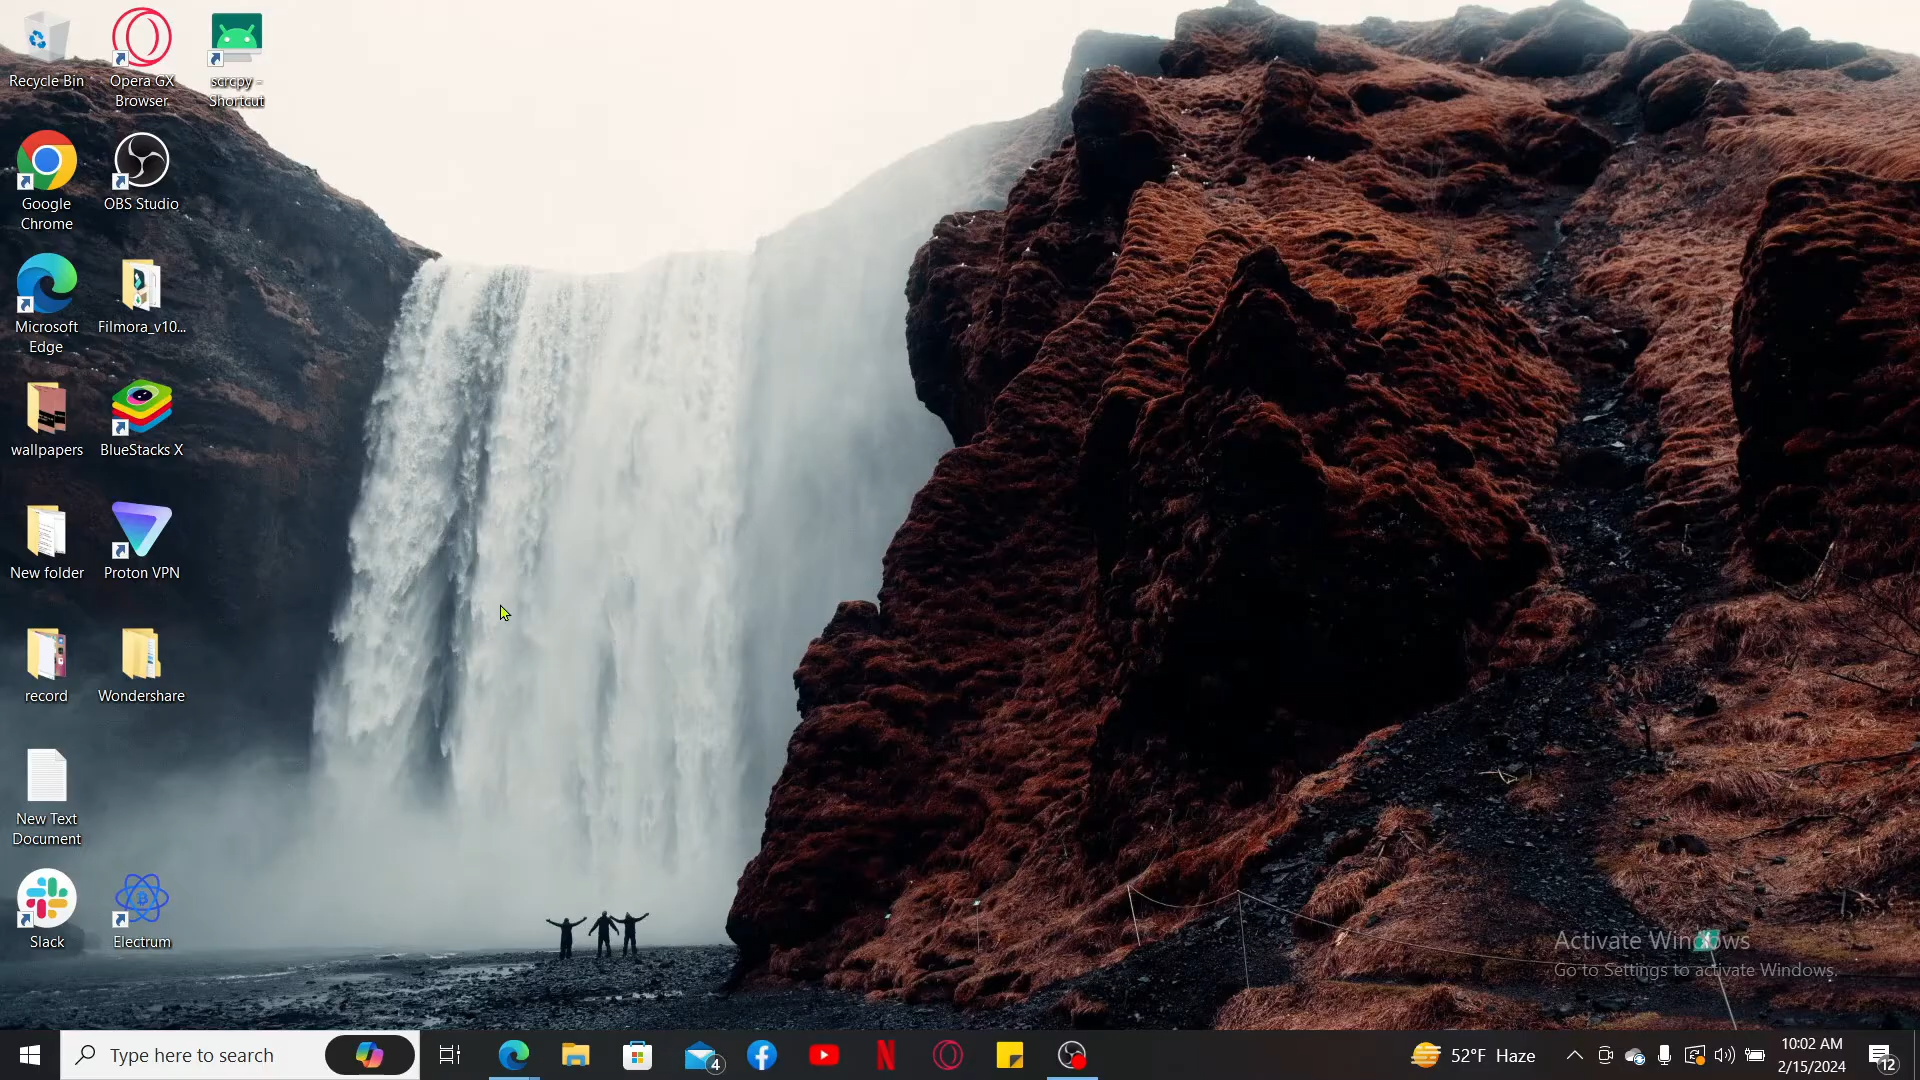 Recycle Bin
Opera GX
Browser
scrcpy -
Shortcut
Google
Chrome
OBS Studio
Microsoft
Edge
Filmora_v10...
wallpapers
BlueStacks X
New folder
Proton VPN
record
Wondershare
New Text
Document
Slack
Electrum
Activate Windows
Go to Settings to activate Windows.
Type here to search
4
52°F Haze
10:02 AM
2/15/2024
12